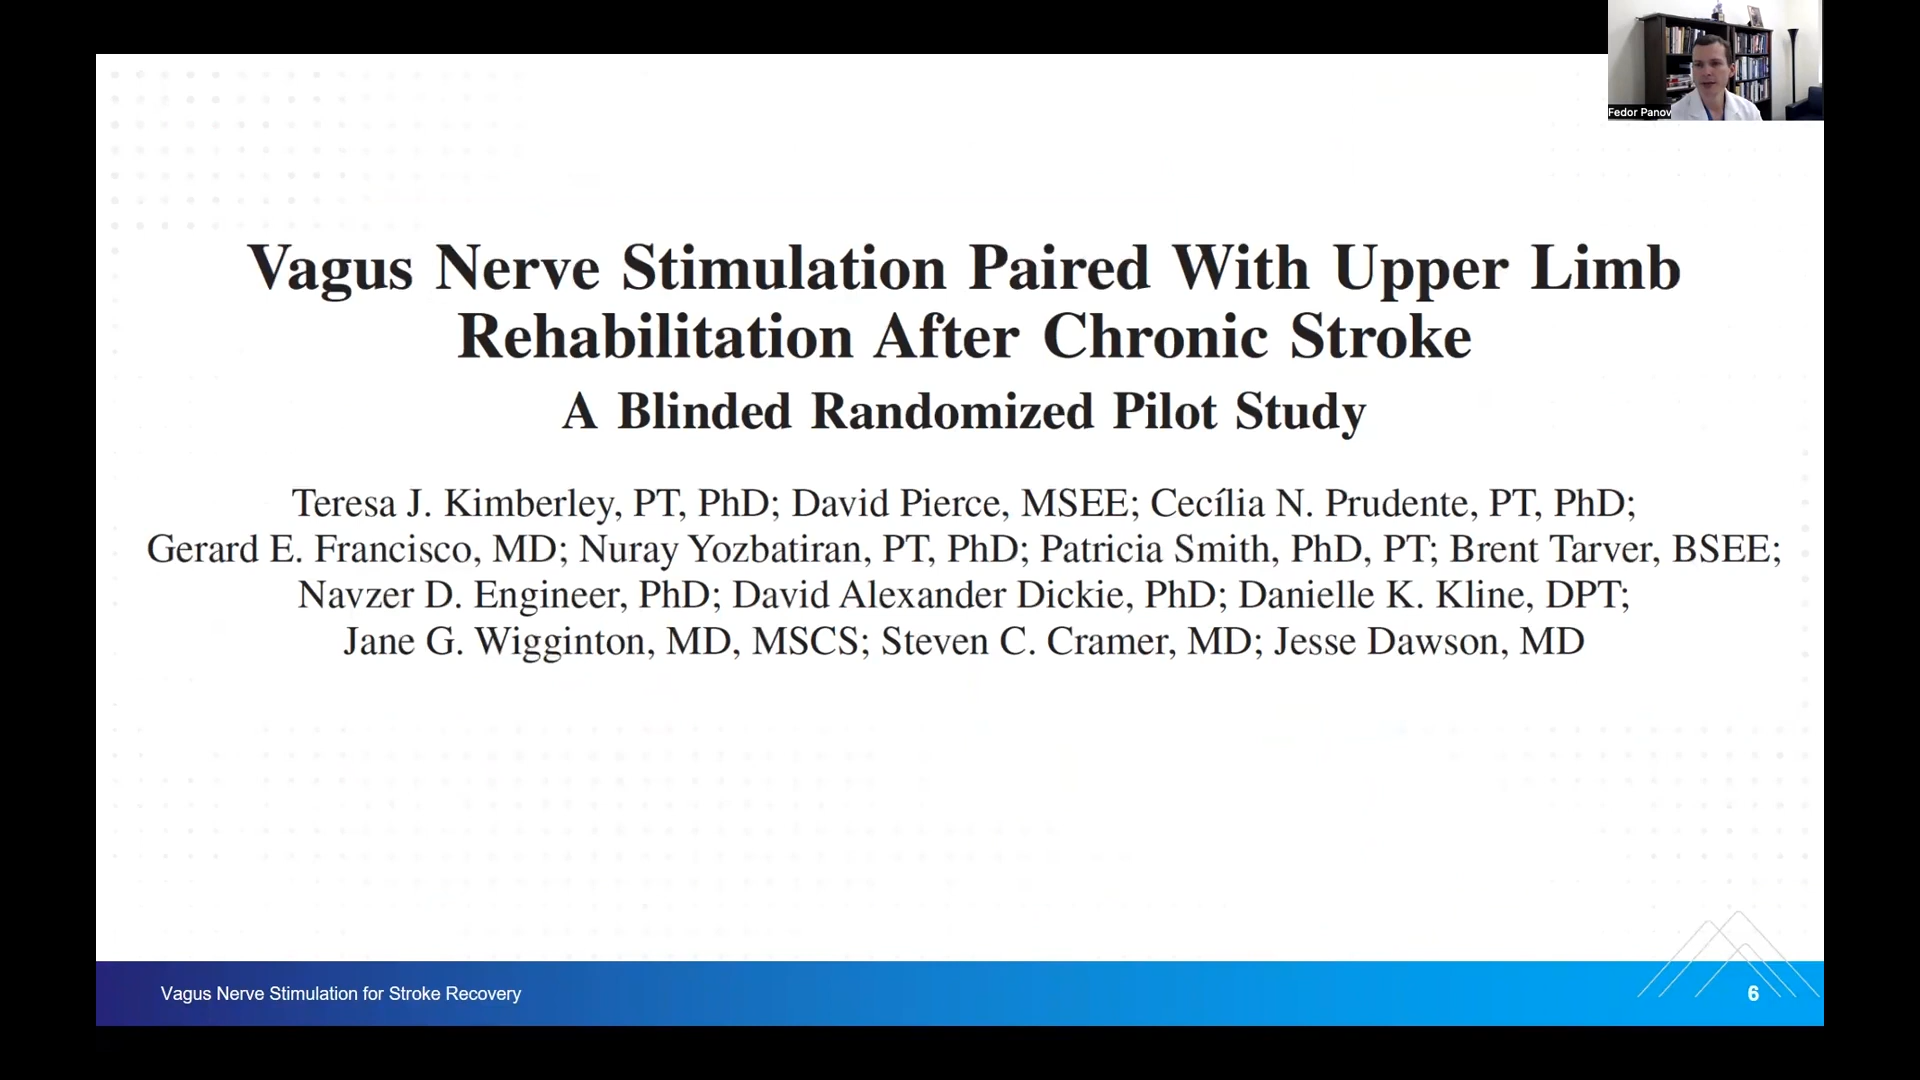 Fedor Panov
Vagus Nerve Stimulation Paired With Upper Limb
Rehabilitation After Chronic Stroke
A Blinded Randomized Pilot Study
Teresa J. Kimberley, PT, PhD; David Pierce, MSEE; Cecília N. Prudente, PT, PhD;
Gerard E. Francisco, MD; Nuray Yozbatiran, PT, PhD; Patricia Smith, PhD, PT; Brent Tarver, BSEE;
Navzer D. Engineer, PhD; David Alexander Dickie, PhD; Danielle K. Kline, DPT;
Jane G. Wigginton, MD, MSCS; Steven C. Cramer, MD; Jesse Dawson, MD
Vagus Nerve Stimulation for Stroke Recovery
6